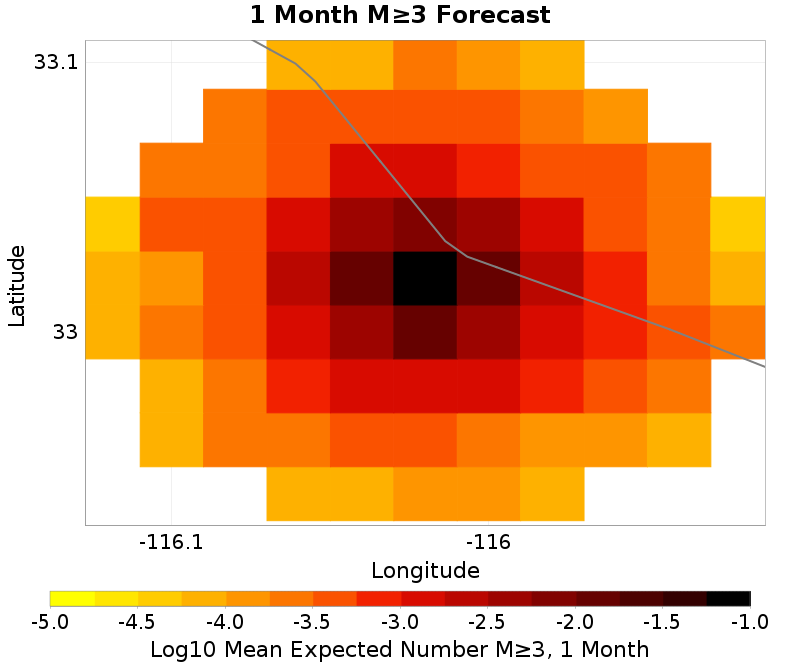 1 Month M≥3 Forecast
33.1
33
Latitude
-116.1 -116
Longitude
-5.0 -4.5 -4.0 -3.5 -3.0 -2.5 -2.0 -1.5 -1.0
Log10 Mean Expected Number M≥3, 1 Month